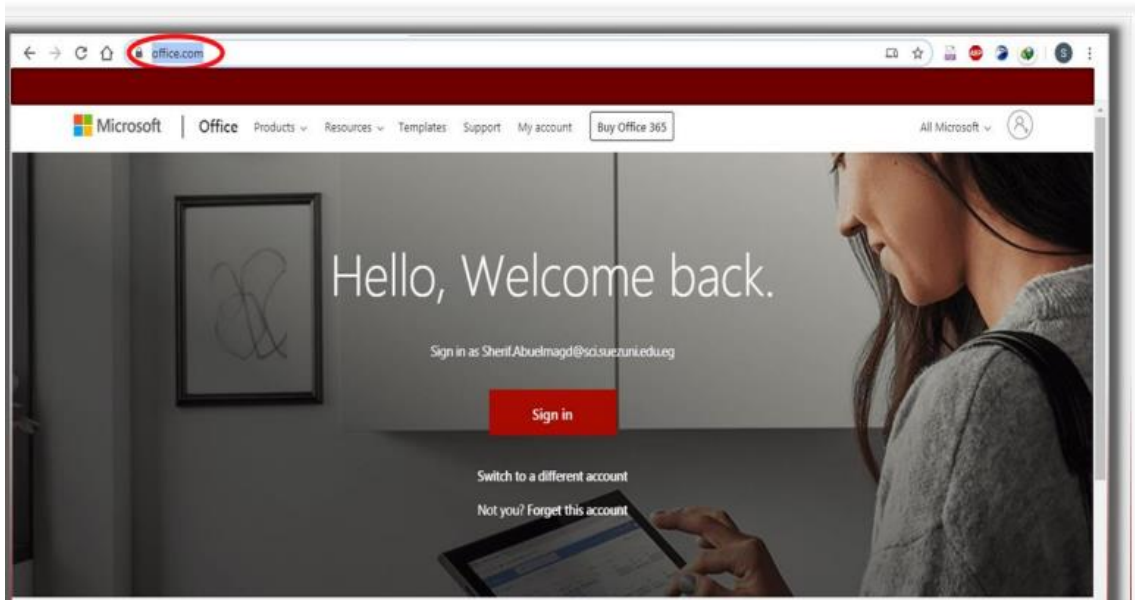 office.com
Microsoft | Office Products Resources Templates Support My account Buy Office 365 All Microsoft
Hello, Welcome back.
Sign in as Sherif.Abuelmagd@sci.suezuni.edu.eg
Sign in
Switch to a different account
Not you? Forget this account